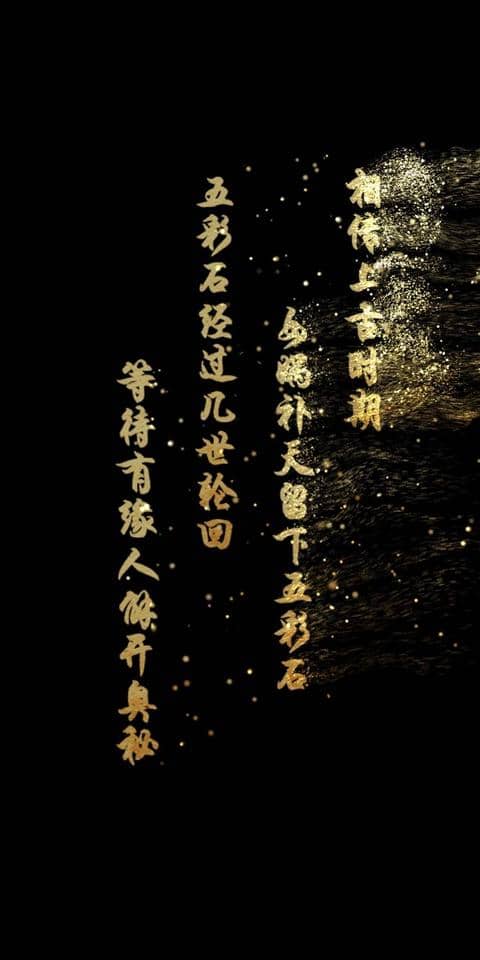 相传上古时期
女娲补天留下五彩石
五彩石经过几世轮回
等待有缘人解开奥秘